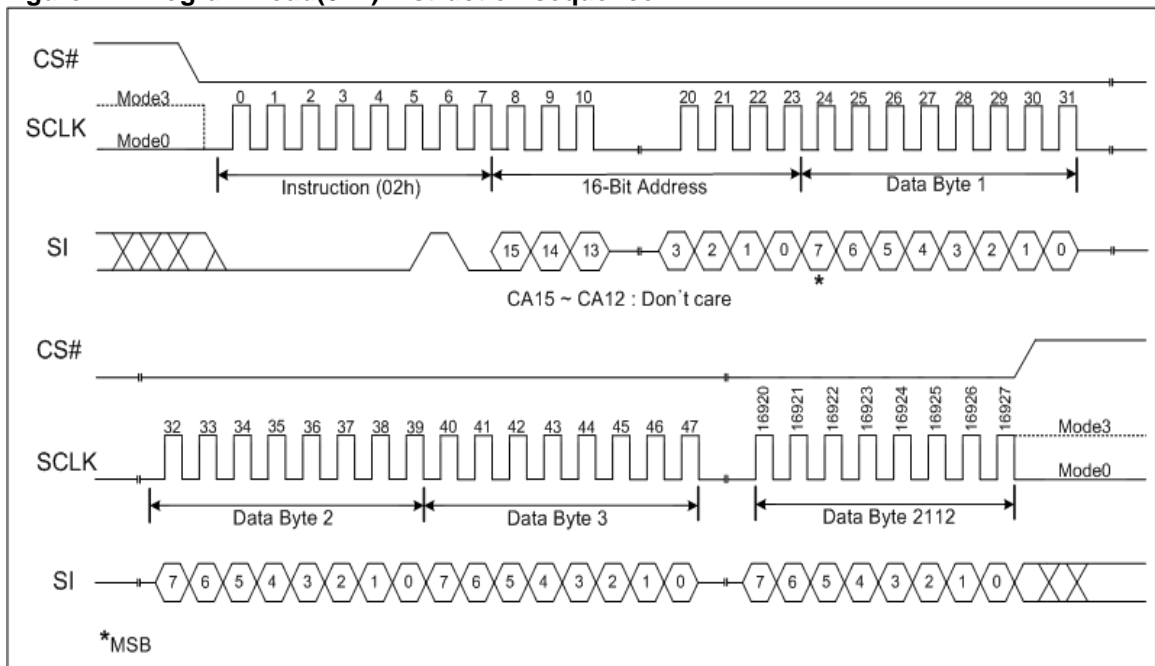 Figure Program Load(02h) Instruction Sequence
CS#
Mode3
0 1 2 3 4 5 6 7 8 9 10 20 21 22 23 24 25 26 27 28 29 30 31
SCLK
Mode0
Instruction (02h) 16-Bit Address Data Byte 1
SI 15 14 13 3 2 1 0 7 6 5 4 3 2 1 0
*
CA15 ~ CA12 : Don`t care
CS#
16920 16921 16922 16923 16924 16925 16926 16927
32 33 34 35 36 37 38 39 40 41 42 43 44 45 46 47
Mode3
SCLK
Mode0
Data Byte 2 Data Byte 3 Data Byte 2112
SI 7 6 5 4 3 2 1 0 7 6 5 4 3 2 1 0 7 6 5 4 3 2 1 0
*MSB